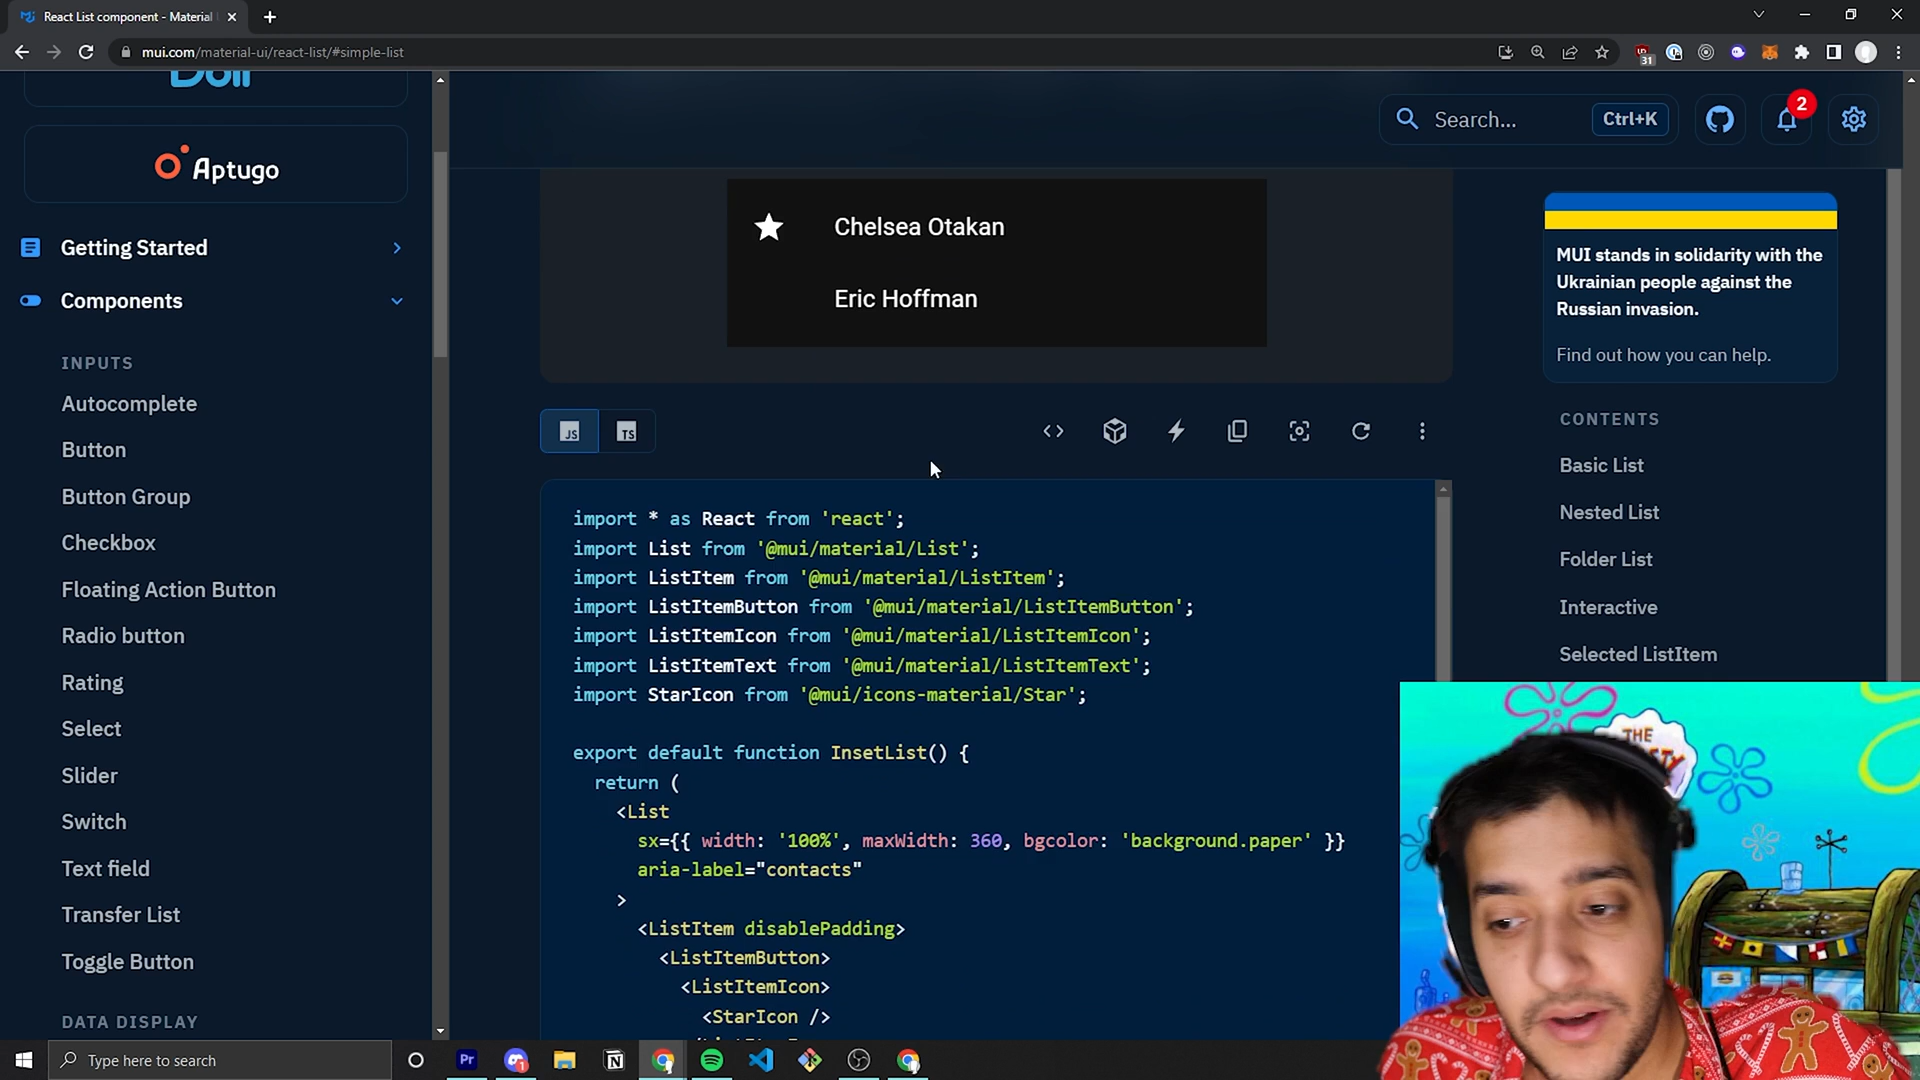 React List component - Material
mui.com/material-ui/react-list/#simple-list
31
Doit
Aptugo
Getting Started
Components
INPUTS
Autocomplete
Button
Button Group
Checkbox
Floating Action Button
Radio button
Rating
Select
Slider
Switch
Text field
Transfer List
Toggle Button
DATA DISPLAY
Search...
Ctrl+K
2
Chelsea Otakan
Eric Hoffman
JS
TS
import * as React from 'react';
import List from '@mui/material/List';
import ListItem from '@mui/material/ListItem';
import ListItemButton from '@mui/material/ListItemButton';
import ListItemIcon from '@mui/material/ListItemIcon';
import ListItemText from '@mui/material/ListItemText';
import StarIcon from '@mui/icons-material/Star';
export default function InsetList() {
return (
<List
sx={{ width: '100%', maxWidth: 360, bgcolor: 'background.paper' }}
aria-label="contacts"
>
<ListItem disablePadding>
<ListItemButton>
<ListItemIcon>
<StarIcon />
MUI stands in solidarity with the
Ukrainian people against the
Russian invasion.
Find out how you can help.
CONTENTS
Basic List
Nested List
Folder List
Interactive
Selected ListItem
THE
Type here to search
Pr
1